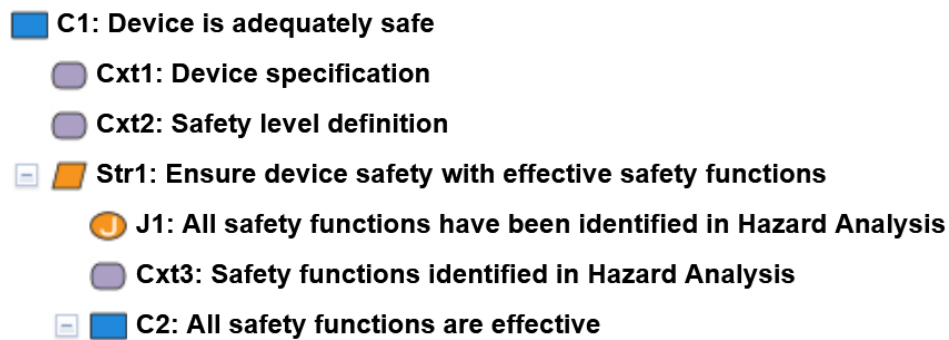 C1: Device is adequately safe
Cxt1: Device specification
Cxt2: Safety level definition
Str1: Ensure device safety with effective safety functions
J J1: All safety functions have been identified in Hazard Analysis
Cxt3: Safety functions identified in Hazard Analysis
C2: All safety functions are effective